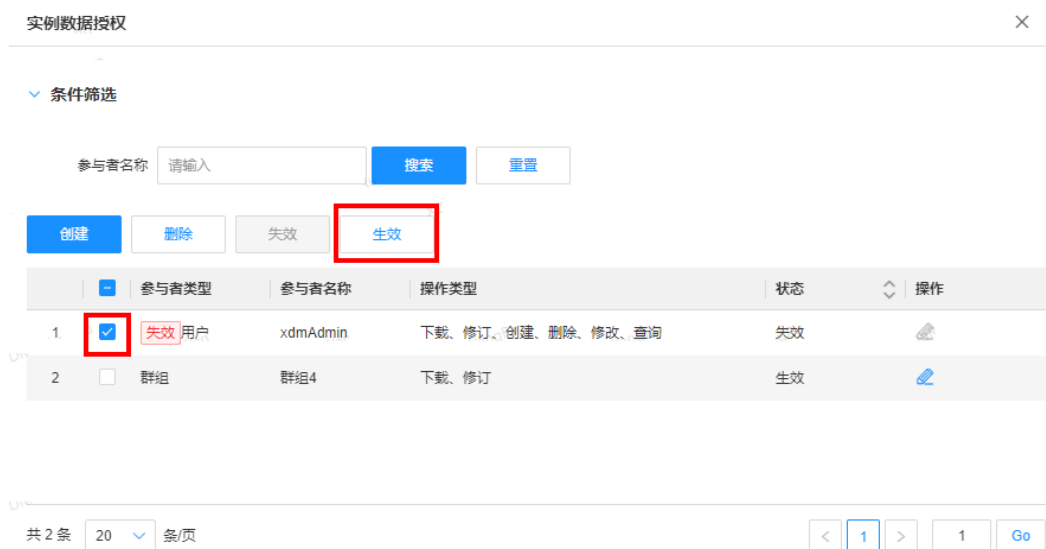 实例数据授权
条件筛选
参与者名称 请输入 搜索 重置
创建 删除 失效 生效
参与者类型 参与者名称 操作类型 状态 操作
1 失效 用户 xdmAdmin 下载、修订、创建、删除、修改、查询 失效
2 群组 群组4 下载、修订 生效
共 2 条 20 条/页 < 1 > 1 Go